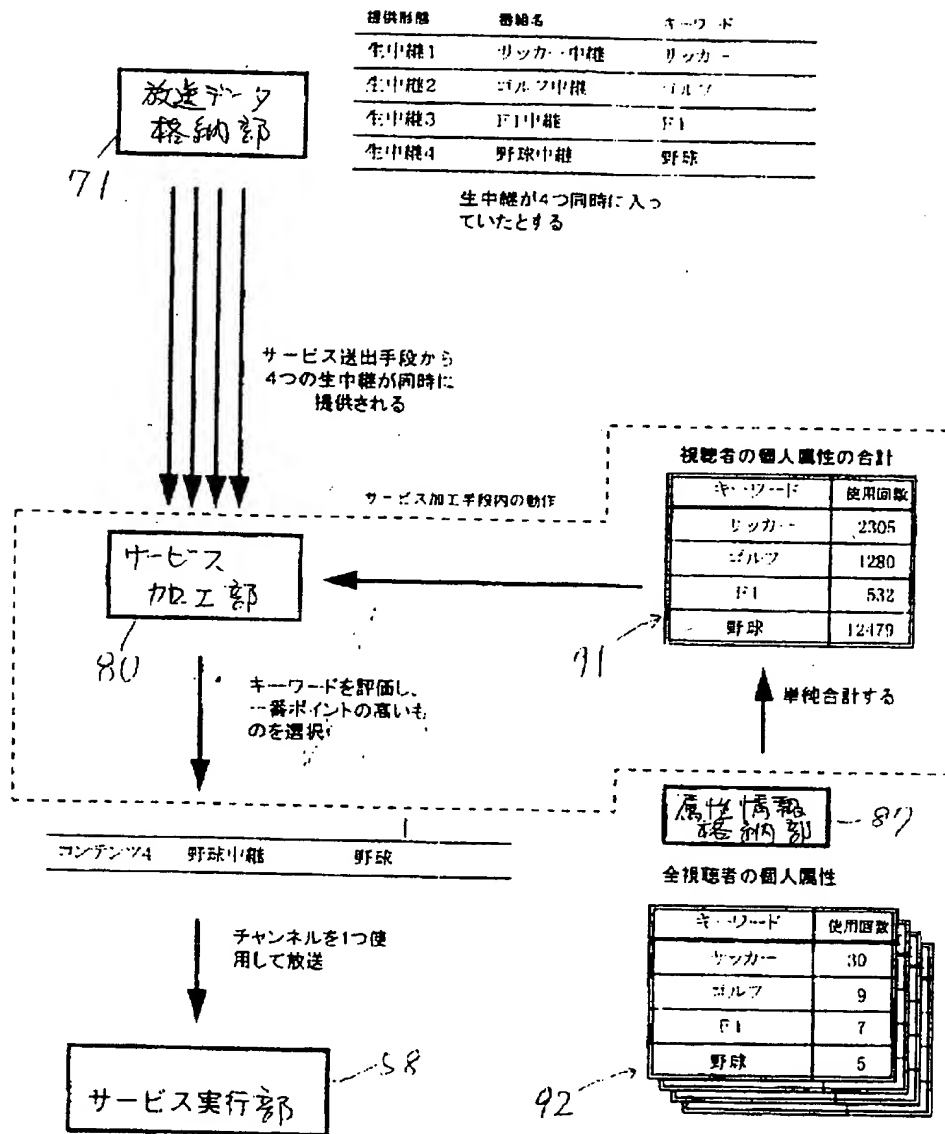 提供形態 番組名 キーワード
生中継1 サッカー中継 サッカー
生中継2 ゴルフ中継 ゴルフ
生中継3 F1中継 F1
生中継4 野球中継 野球
生中継が4つ同時に入っ
ていたとする
放送データ
格納部
71
サービス送出手段から
4つの生中継が同時に
提供される
サービス加工手段内の動作
視聴者の個人属性の合計
キーワード 使用回数
サッカー 2305
ゴルフ 1280
F1 532
野球 12479
91
サービス
加工部
80
キーワードを評価し、
一番ポイントの高いも
のを選択
単純合計する
属性情報
格納部
87
コンテンツ4 野球中継 野球
全視聴者の個人属性
キーワード 使用回数
サッカー 30
ゴルフ 9
F1 7
野球 5
92
チャンネルを1つ使
用して放送
サービス実行部
58